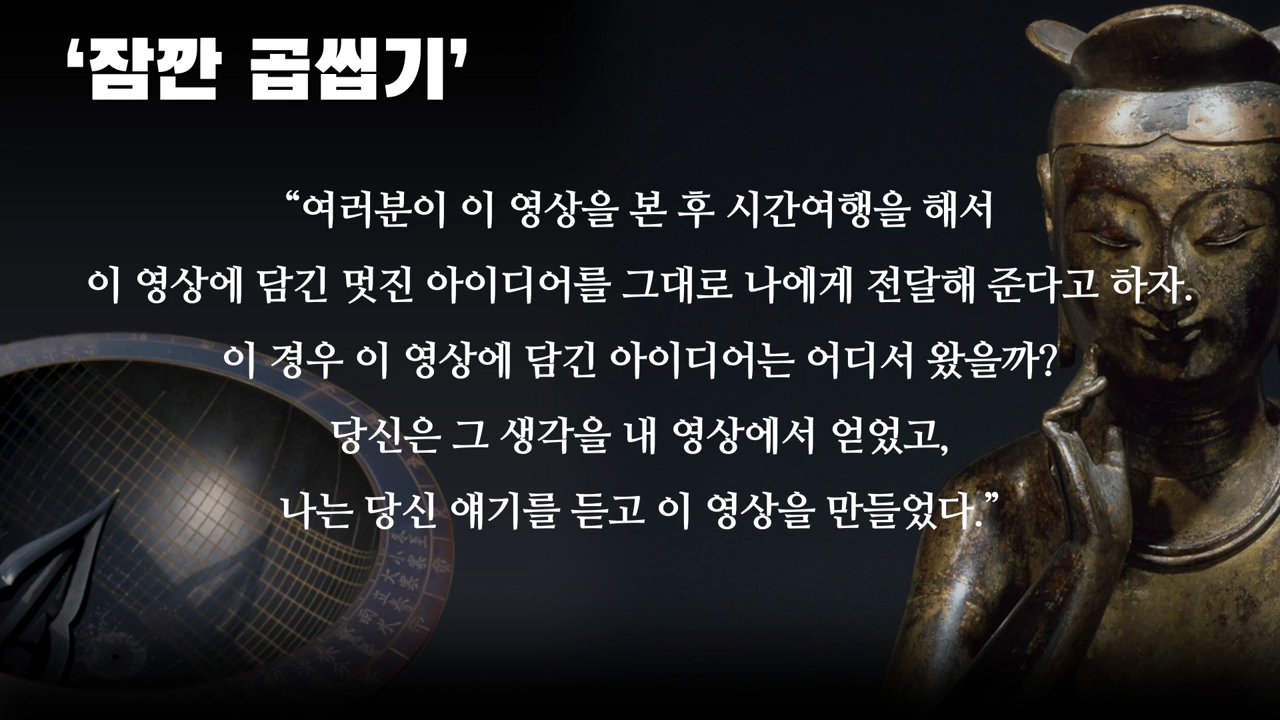 ‘잠깐 곱씹기’
“여러분이 이 영상을 본 후 시간여행을 해서
이 영상에 담긴 멋진 아이디어를 그대로 나에게 전달해 준다고 하자.
이 경우 이 영상에 담긴 아이디어는 어디서 왔을까?
당신은 그 생각을 내 영상에서 얻었고,
나는 당신 얘기를 듣고 이 영상을 만들었다.”